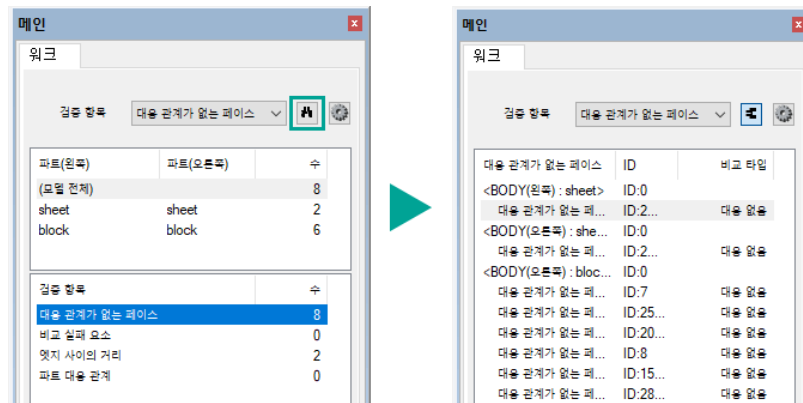 메인
워크
검증 항목 대응 관계가 없는 페이스
파트(왼쪽) 파트(오른쪽) 수
(모델 전체) 8
sheet sheet 2
block block 6
검증 항목 수
대응 관계가 없는 페이스 8
비교 실패 요소 0
엣지 사이의 거리 2
파트 대응 관계 0
메인
워크
검증 항목 대응 관계가 없는 페이스
대응 관계가 없는 페이스 ID 비교 타입
<BODY(왼쪽) : sheet> ID:0
대응 관계가 없는 페... ID:2... 대응 없음
<BODY(오른쪽) : she... ID:0
대응 관계가 없는 페... ID:2... 대응 없음
<BODY(오른쪽) : bloc... ID:0
대응 관계가 없는 페... ID:7 대응 없음
대응 관계가 없는 페... ID:25... 대응 없음
대응 관계가 없는 페... ID:20... 대응 없음
대응 관계가 없는 페... ID:8 대응 없음
대응 관계가 없는 페... ID:15... 대응 없음
대응 관계가 없는 페... ID:28... 대응 없음